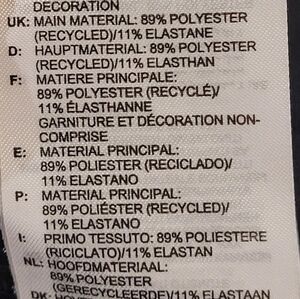 DECORATION
UK: MAIN MATERIAL: 89% POLYESTER
(RECYCLED)/11% ELASTANE
D: HAUPTMATERIAL: 89% POLYESTER
(RECYCLED)/11% ELASTHAN
F: MATIERE PRINCIPALE:
89% POLYESTER (RECYCLÉ)/
11% ÉLASTHANNE
GARNITURE ET DÉCORATION NON-
COMPRISE
E: MATERIAL PRINCIPAL:
89% POLIESTER (RECICLADO)/
11% ELASTANO
P: MATERIAL PRINCIPAL:
89% POLIÉSTER (RECYCLED)/
11% ELASTANO
I: PRIMO TESSUTO: 89% POLIESTERE
(RICICLATO)/11% ELASTAN
NL: HOOFDMATERIAAL:
89% POLYESTER
(GERECYCLEERDE)/11% ELASTAAN
DK: